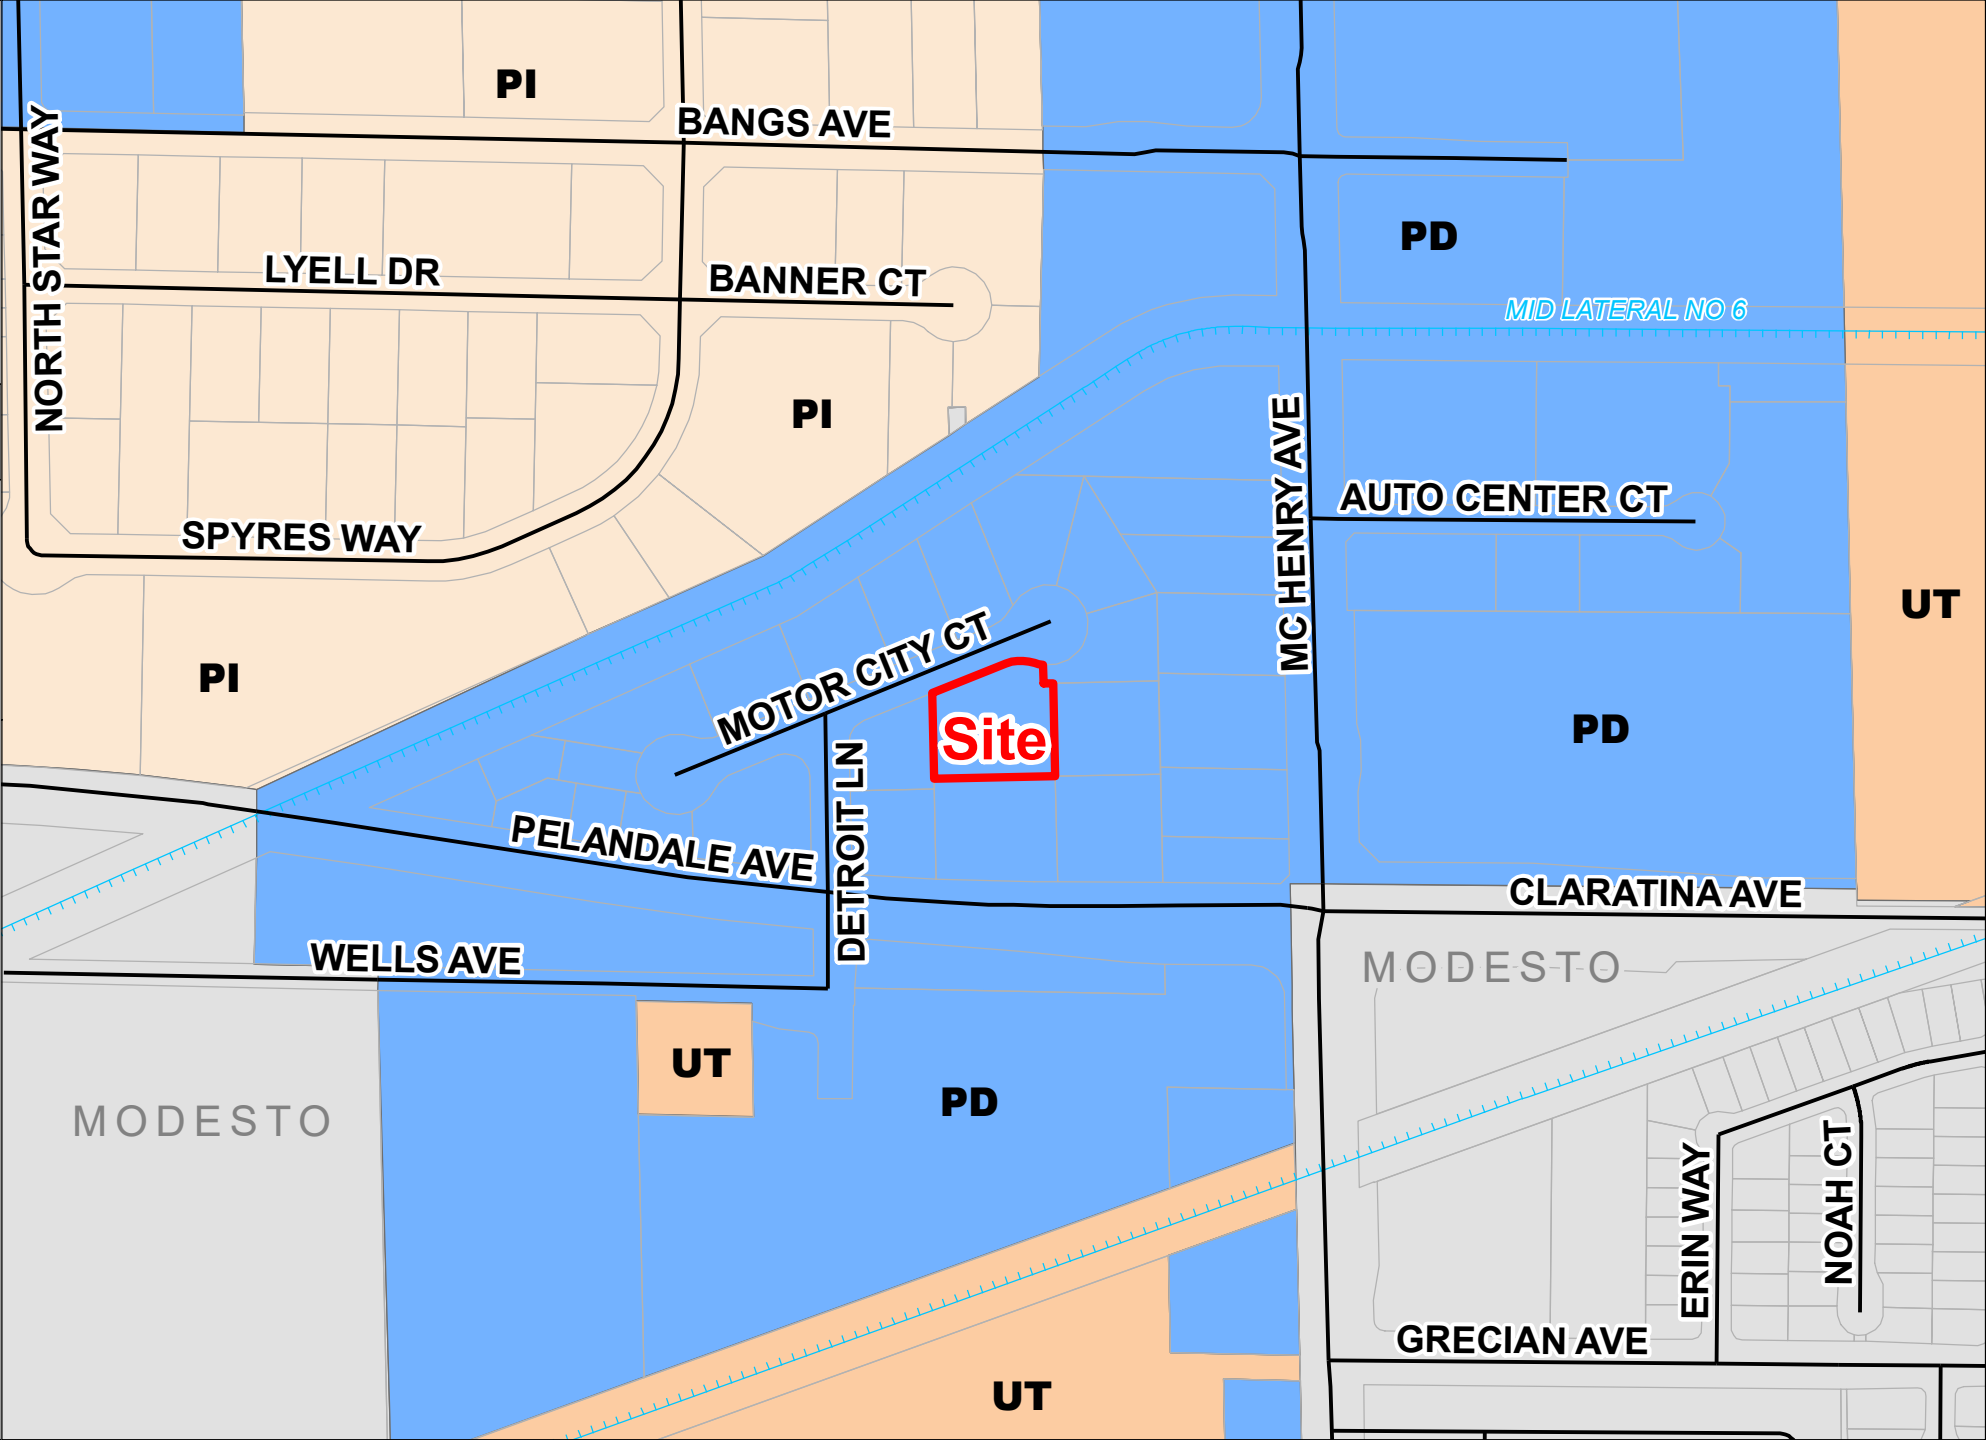 PI
BANGS AVE
NORTH STAR WAY
PD
LYELL DR
BANNER CT
MID LATERAL NO 6
PI
MC HENRY AVE
AUTO CENTER CT
SPYRES WAY
UT
MOTOR CITY CT
PI
Site
PD
DETROIT LN
PELANDALE AVE
CLARATINA AVE
WELLS AVE
MODESTO
UT
PD
MODESTO
ERIN WAY
NOAH CT
GRECIAN AVE
UT